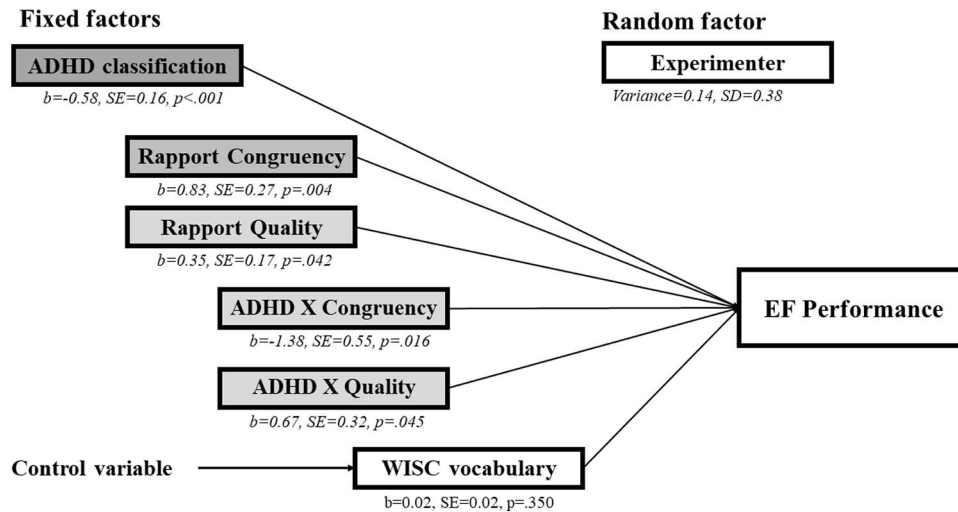 Fixed factors
ADHD classification
b=-0.58, SE=0.16, p<.001
Random factor
Experimenter
Variance=0.14, SD=0.38
Rapport Congruency
b=0.83, SE=0.27, p=.004
Rapport Quality
b=0.35, SE=0.17, p=.042
ADHD X Congruency
b=-1.38, SE=0.55, p=.016
ADHD X Quality
b=0.67, SE=0.32, p=.045
EF Performance
Control variable
WISC vocabulary
b=0.02, SE=0.02, p=.350